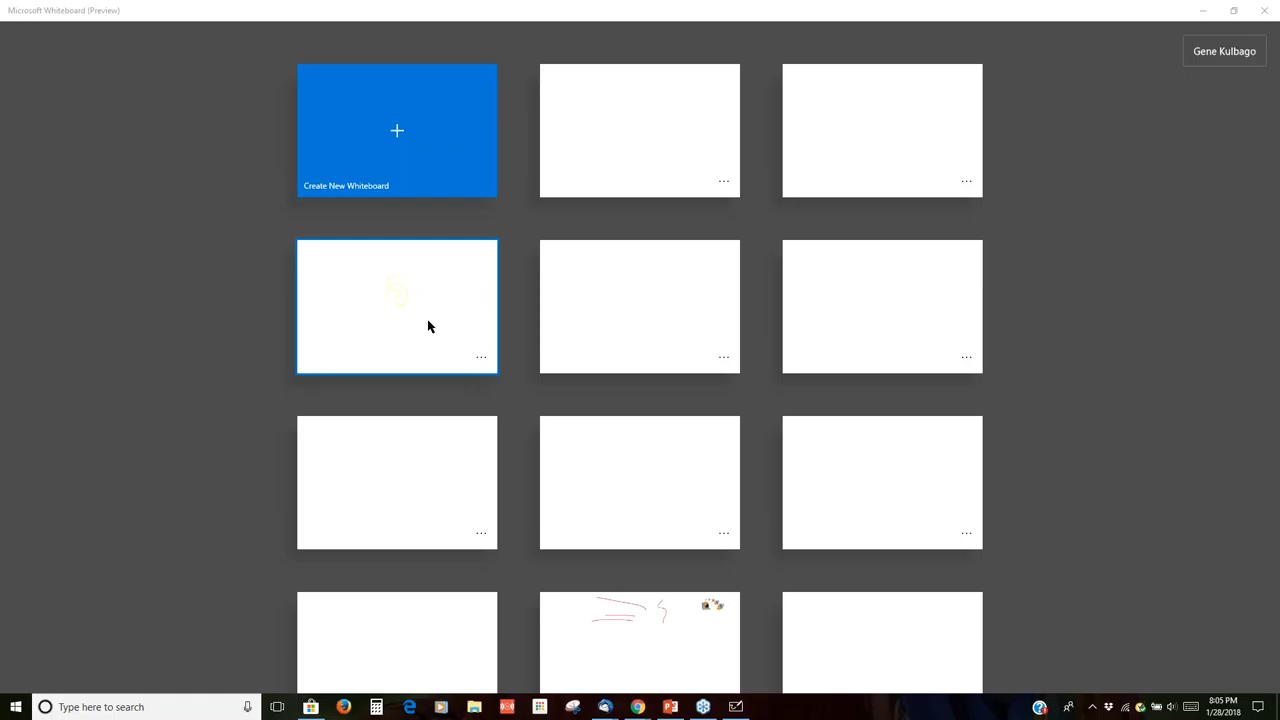 Microsoft Whiteboard (Preview)
Gene Kulbago
Create New Whiteboard
...
...
...
...
...
...
...
...
Type here to search
8:05 PM
1/28/2018